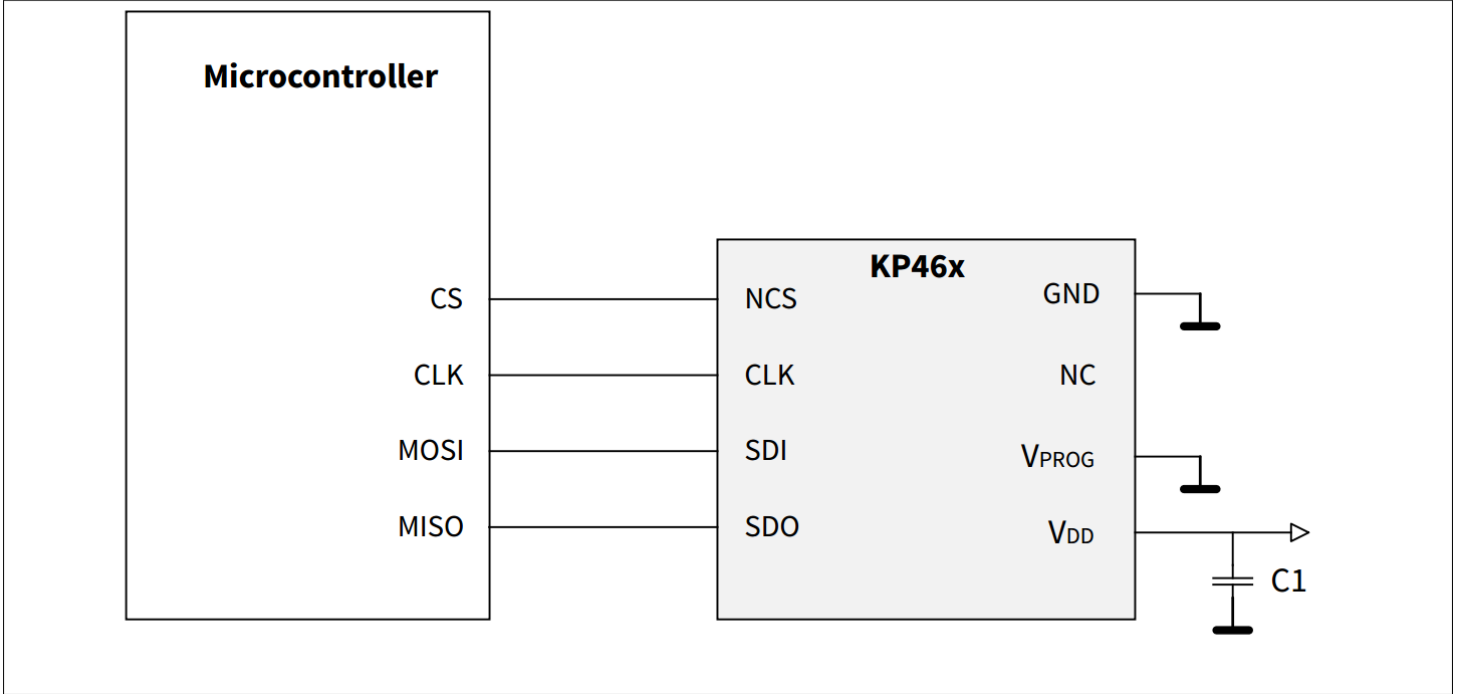 Microcontroller
CS
CLK
MOSI
MISO
KP46x
NCS
CLK
SDI
SDO
GND
NC
VPROG
VDD
C1